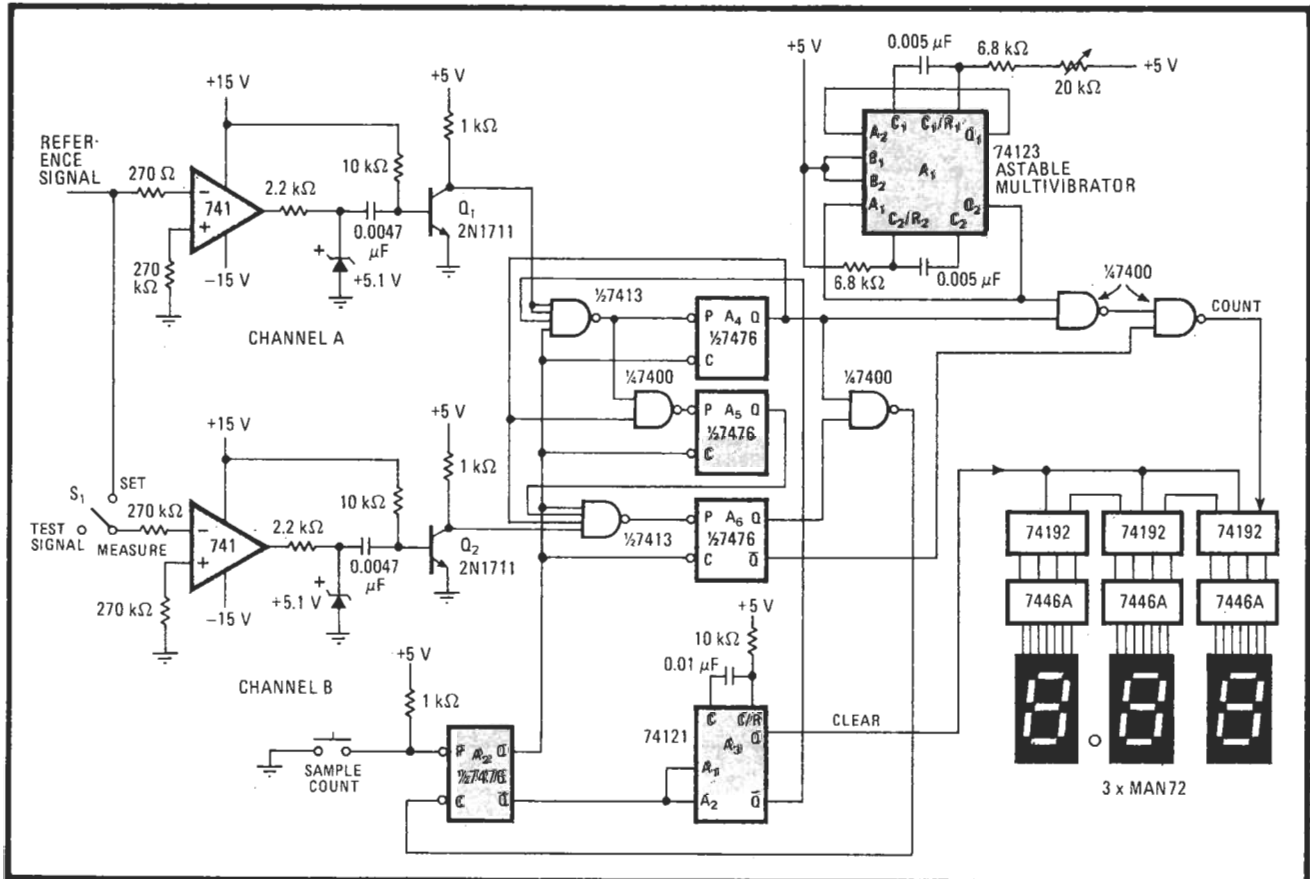 REFER-
ENCE
SIGNAL
270 Ω
270
kΩ
+15 V
741
−15 V
2.2 kΩ
10 kΩ
0.0047
µF
+5.1 V
+5 V
1 kΩ
Q1
2N1711
CHANNEL A
S1
SET
TEST
SIGNAL
MEASURE
270 kΩ
270 kΩ
+15 V
741
−15 V
2.2 kΩ
10 kΩ
0.0047
µF
+5.1 V
+5 V
1 kΩ
Q2
2N1711
CHANNEL B
½7413
P A4 Q
½7476
C
¼7400
P A5 Q
½7476
C
½7413
P A6 Q
½7476
C Q̅
¼7400
+5 V
0.005 µF
6.8 kΩ
20 kΩ
+5 V
A2 C1 C1/R1 Q1
B1
B2
A1
A1 C2/R2 C2 Q2
74123
ASTABLE
MULTIVIBRATOR
6.8 kΩ
0.005 µF
¼7400
COUNT
+5 V
1 kΩ
SAMPLE
COUNT
P A2 Q
½7476
C Q̅
+5 V
10 kΩ
0.01 µF
74121
C C/R
A3 Q
A1
A2 Q̅
CLEAR
74192 74192 74192
7446A 7446A 7446A
3 x MAN72